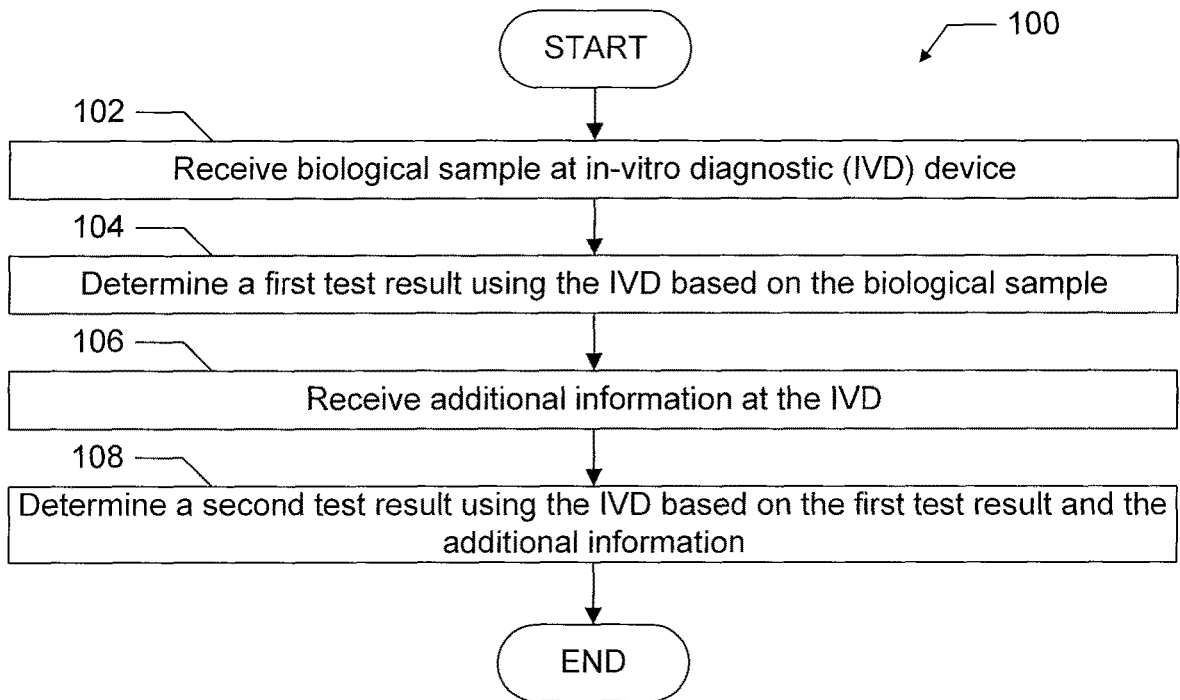 START
100
102
Receive biological sample at in-vitro diagnostic (IVD) device
104
Determine a first test result using the IVD based on the biological sample
106
Receive additional information at the IVD
108
Determine a second test result using the IVD based on the first test result and the
additional information
END